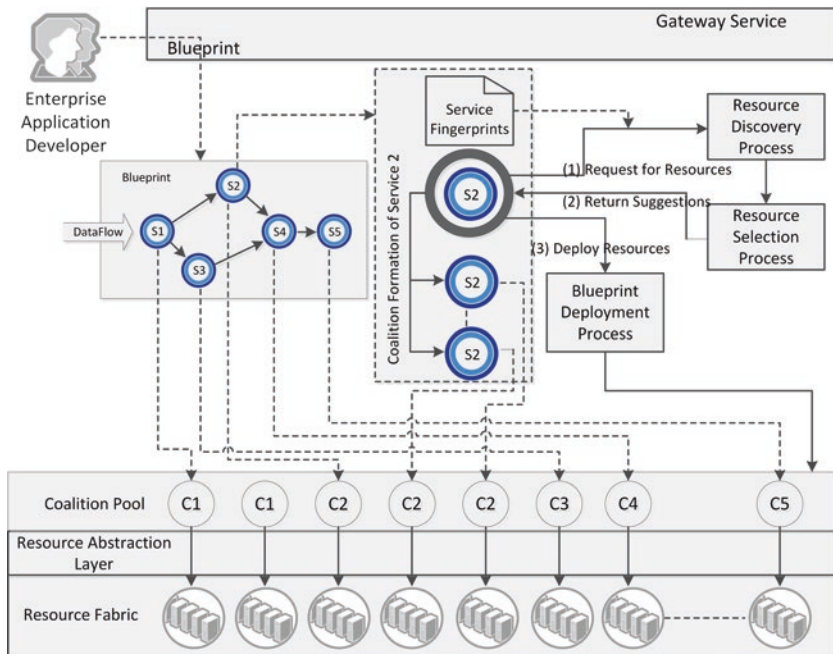 Gateway Service
Blueprint
Enterprise
Application
Developer
Blueprint
DataFlow
S1
S2
S3
S4
S5
Coalition Formation of Service 2
Service
Fingerprints
S2
S2
S2
(1) Request for Resources
(2) Return Suggestions
(3) Deploy Resources
Resource
Discovery
Process
Resource
Selection
Process
Blueprint
Deployment
Process
Coalition Pool
C1
C1
C2
C2
C2
C3
C4
C5
Resource Abstraction
Layer
Resource Fabric